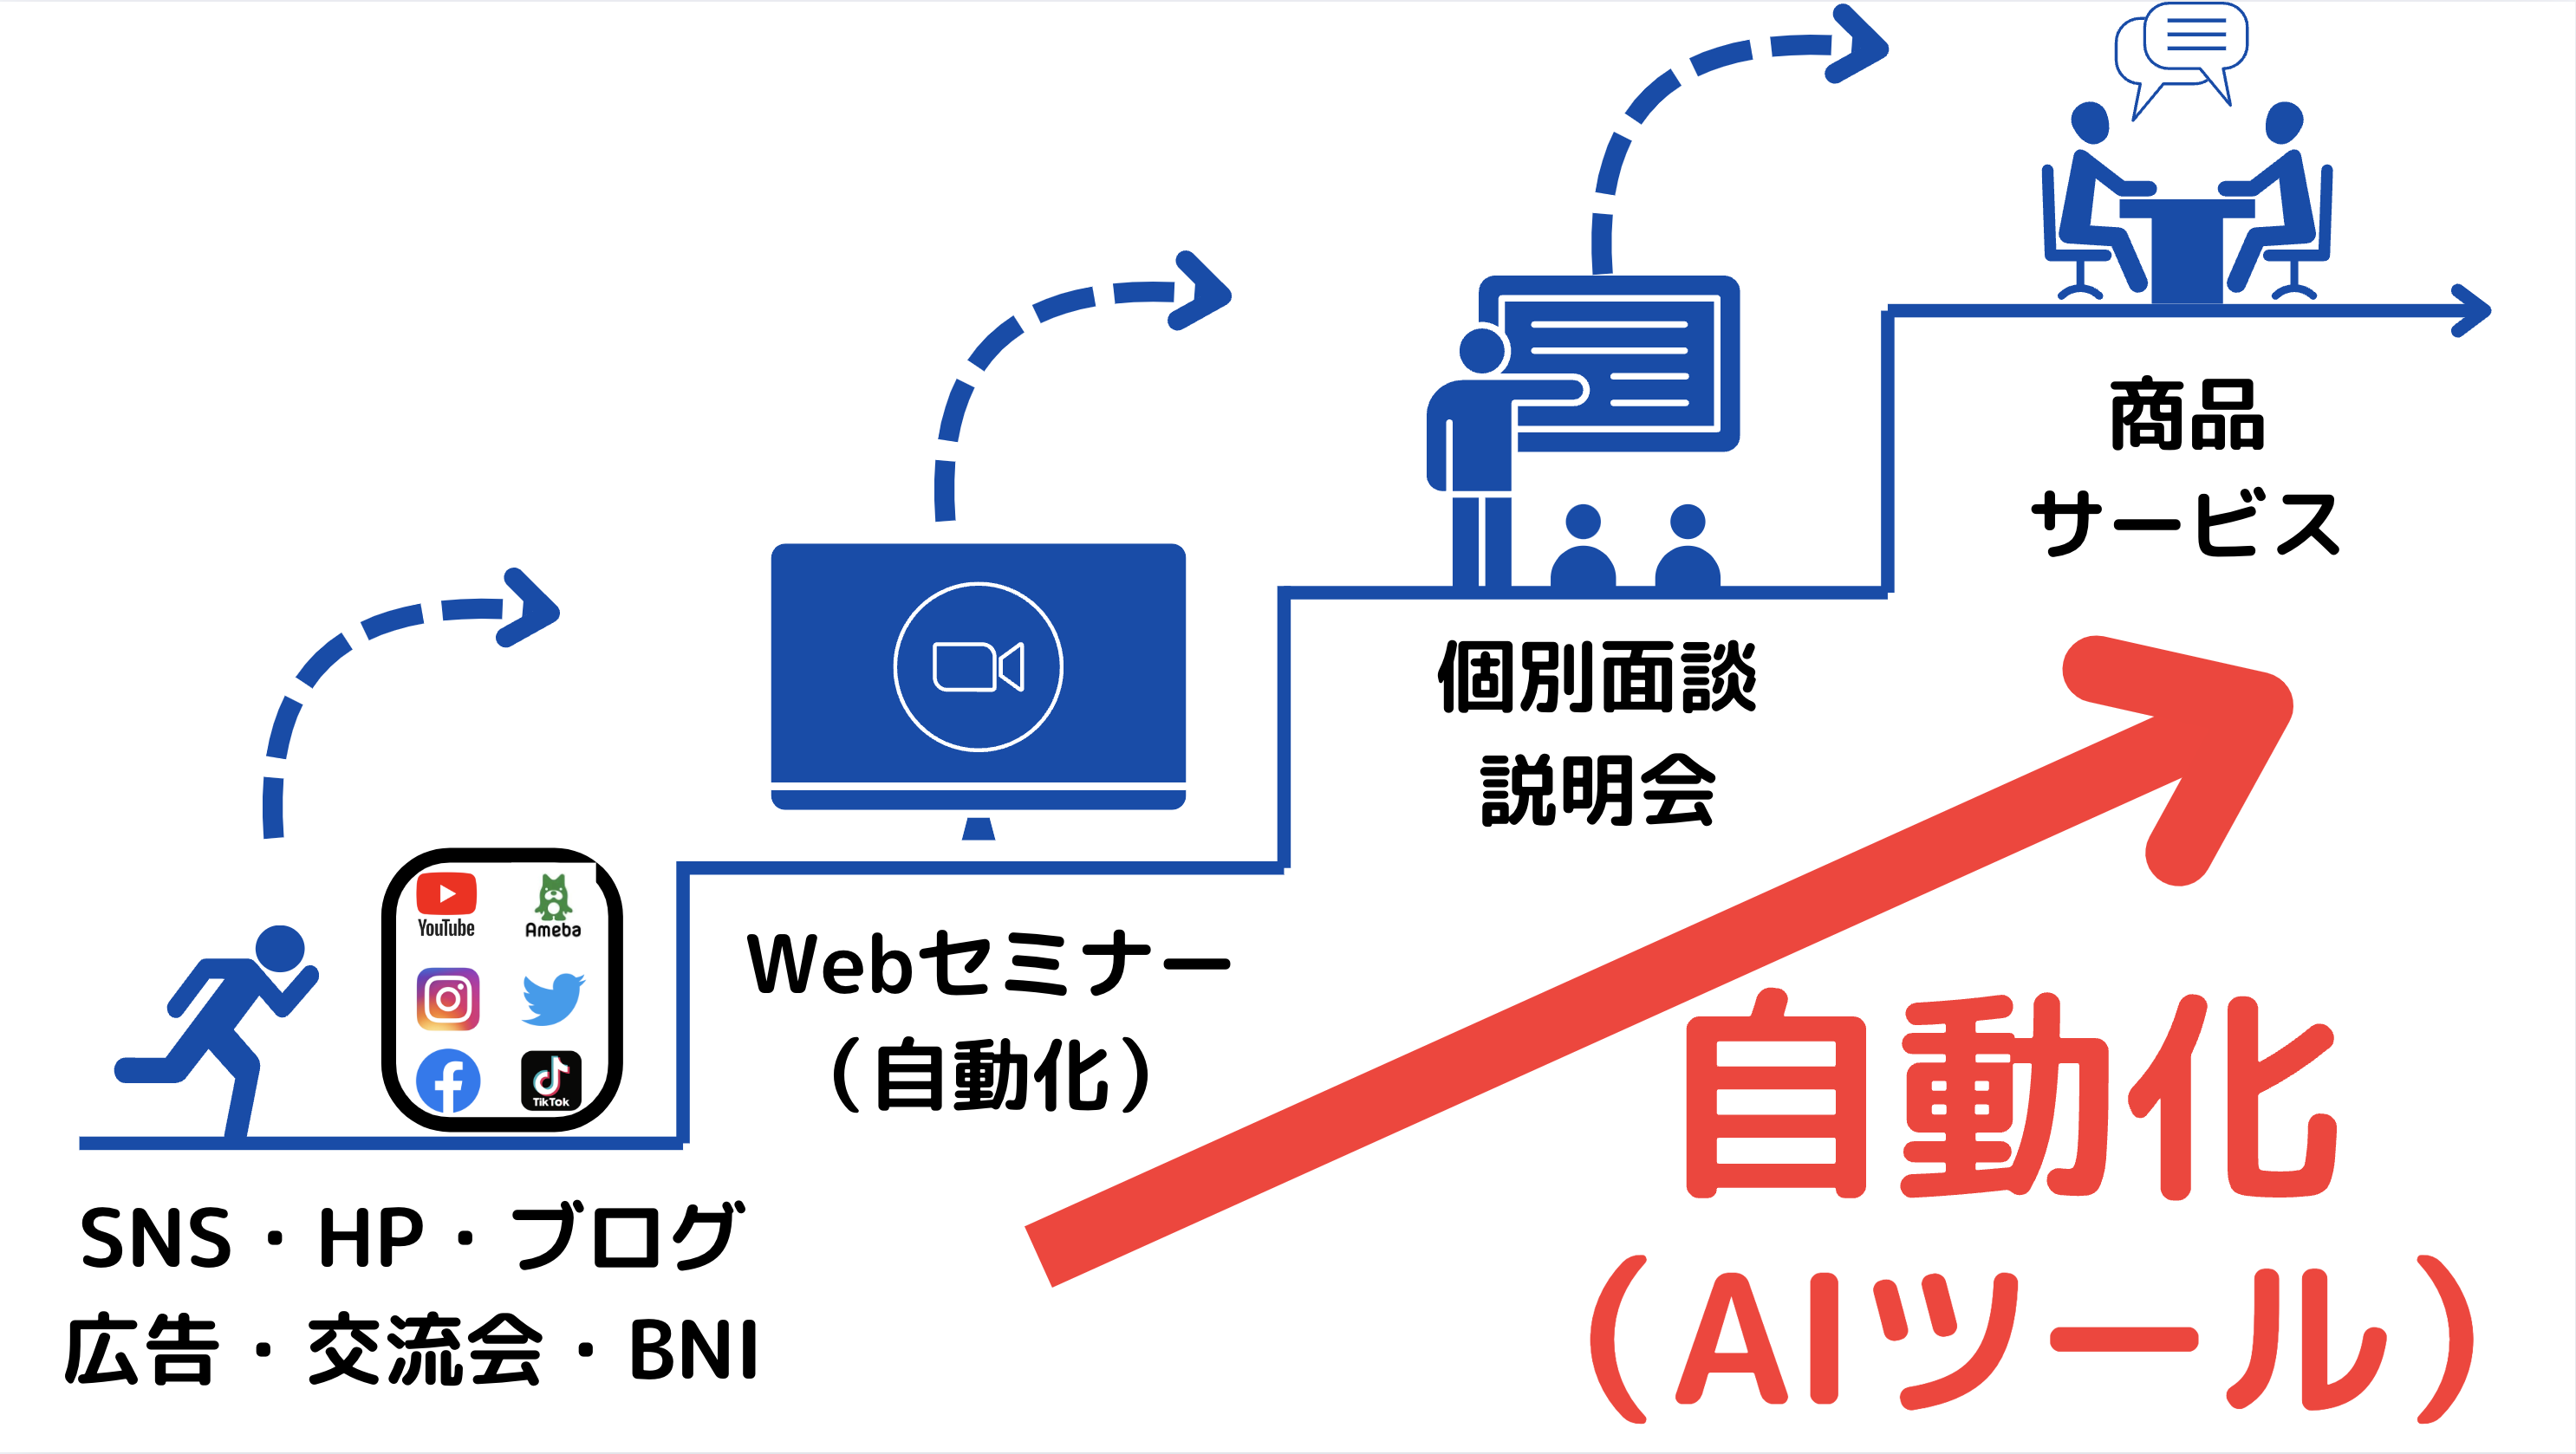 商品
サービス
個別面談
説明会
YouTube
Ameba
TikTok
Webセミナー
（自動化）
SNS・HP・ブログ
広告・交流会・BNI
自動化
（AIツール）